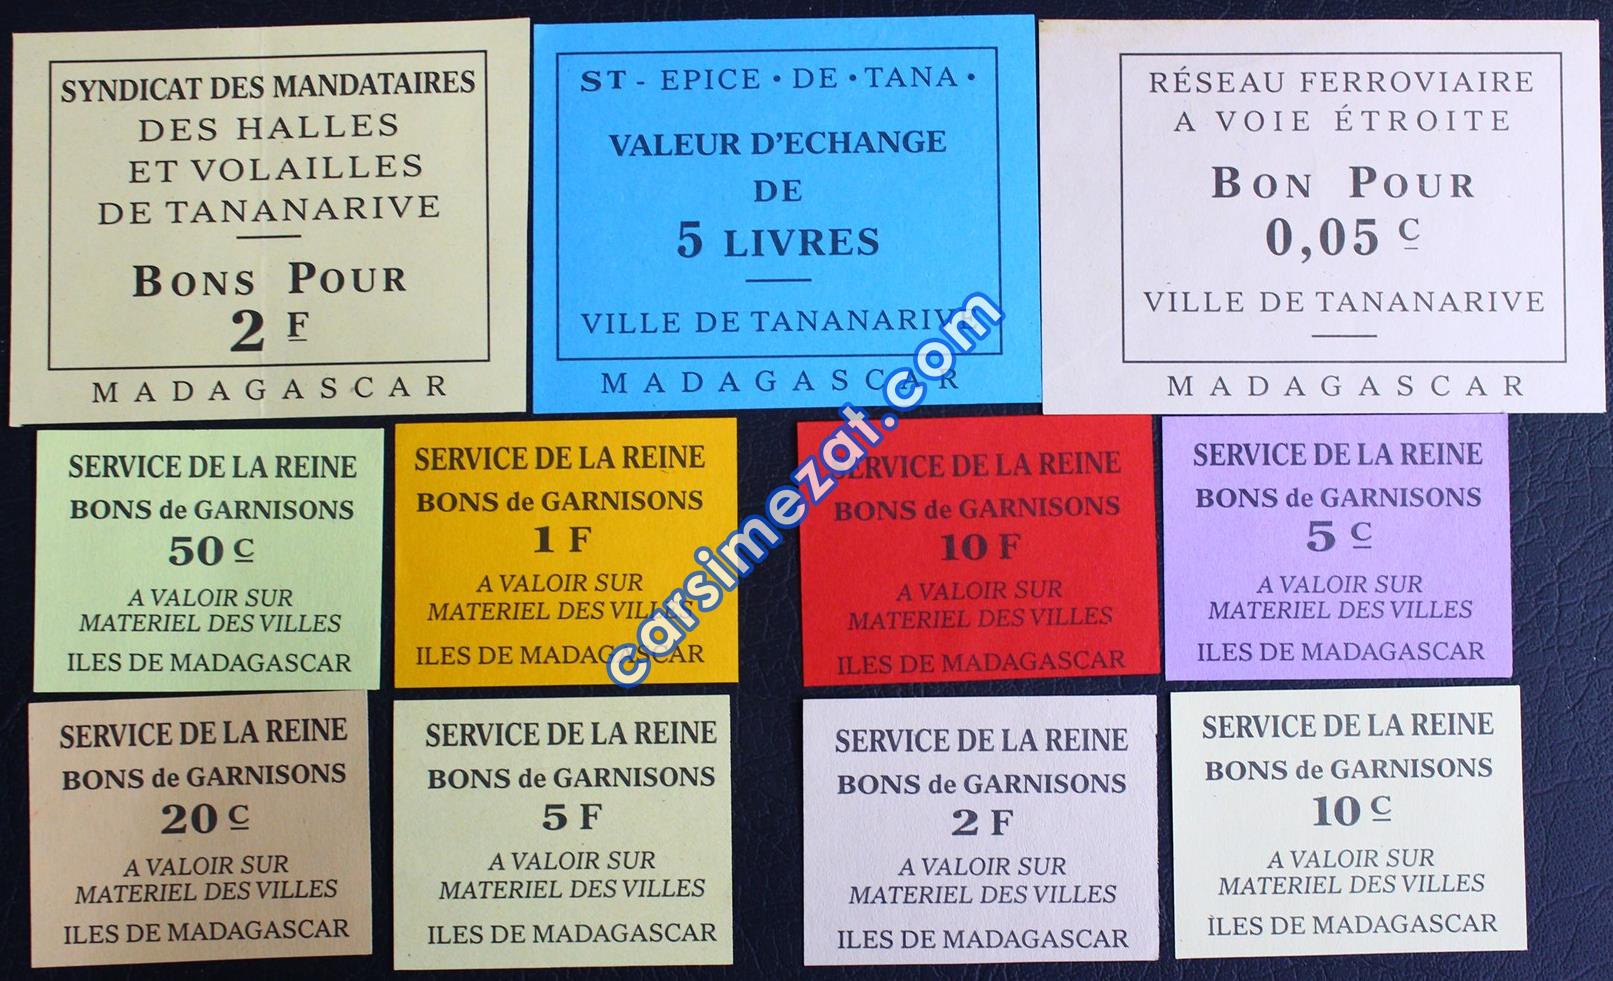 SYNDICAT DES MANDATAIRES
DES HALLES
ET VOLAILLES
DE TANANARIVE
BONS POUR
2 F
MADAGASCAR
ST - EPICE • DE • TANA •
VALEUR D'ECHANGE
DE
5 LIVRES
VILLE DE TANANARIVE
MADAGASCAR
RÉSEAU FERROVIAIRE
A VOIE ÉTROITE
BON POUR
0,05 C
VILLE DE TANANARIVE
MADAGASCAR
SERVICE DE LA REINE
BONS de GARNISONS
50 C
A VALOIR SUR
MATERIEL DES VILLES
ILES DE MADAGASCAR
SERVICE DE LA REINE
BONS de GARNISONS
1 F
A VALOIR SUR
MATERIEL DES VILLES
ILES DE MADAGASCAR
SERVICE DE LA REINE
BONS de GARNISONS
10 F
A VALOIR SUR
MATERIEL DES VILLES
ILES DE MADAGASCAR
SERVICE DE LA REINE
BONS de GARNISONS
5 C
A VALOIR SUR
MATERIEL DES VILLES
ILES DE MADAGASCAR
SERVICE DE LA REINE
BONS de GARNISONS
20 C
A VALOIR SUR
MATERIEL DES VILLES
ILES DE MADAGASCAR
SERVICE DE LA REINE
BONS de GARNISONS
5 F
A VALOIR SUR
MATERIEL DES VILLES
ILES DE MADAGASCAR
SERVICE DE LA REINE
BONS de GARNISONS
2 F
A VALOIR SUR
MATERIEL DES VILLES
ILES DE MADAGASCAR
SERVICE DE LA REINE
BONS de GARNISONS
10 C
A VALOIR SUR
MATERIEL DES VILLES
ILES DE MADAGASCAR
carsimezat.com